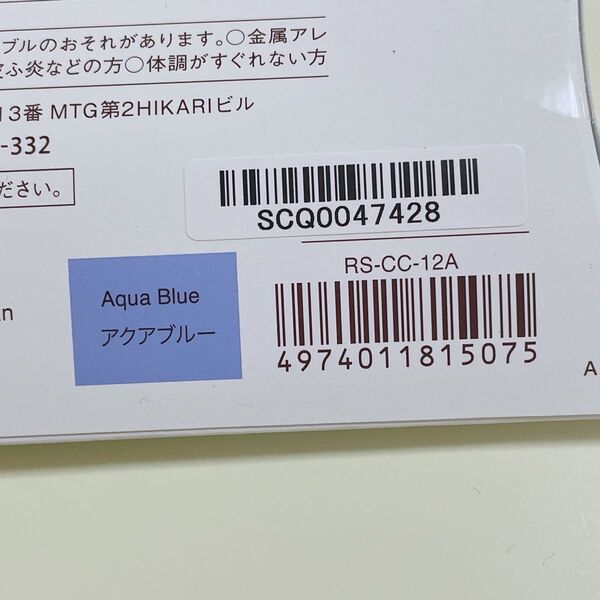 ブルのおそれがあります。○金属アレ
皮ふ炎などの方○体調がすぐれない方
13番 MTG第2HIKARIビル
-332
ださい。
SCQ0047428
RS-CC-12A
Aqua Blue
アクアブルー
4974011815075
an
A